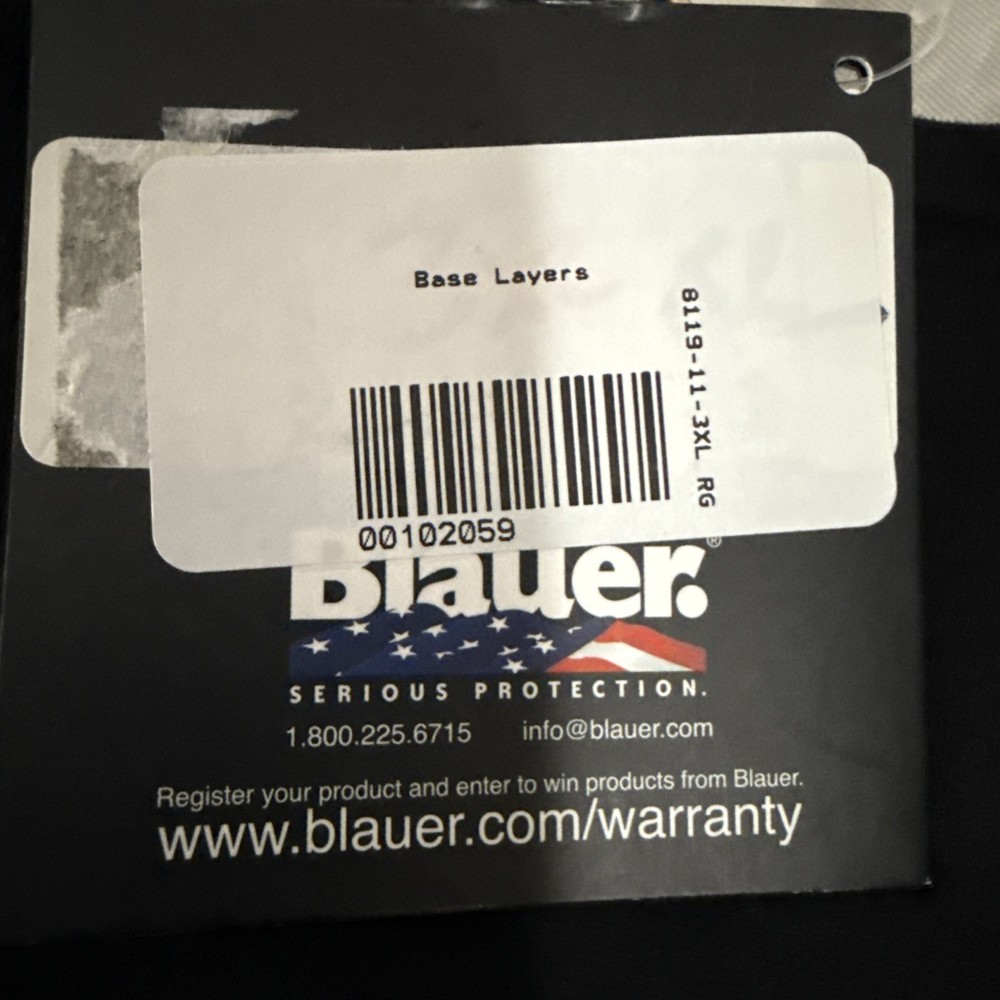 Base Layers
8119-11-3XL RG
00102059
Blauer.®
SERIOUS PROTECTION.
1.800.225.6715 info@blauer.com
Register your product and enter to win products from Blauer.
www.blauer.com/warranty